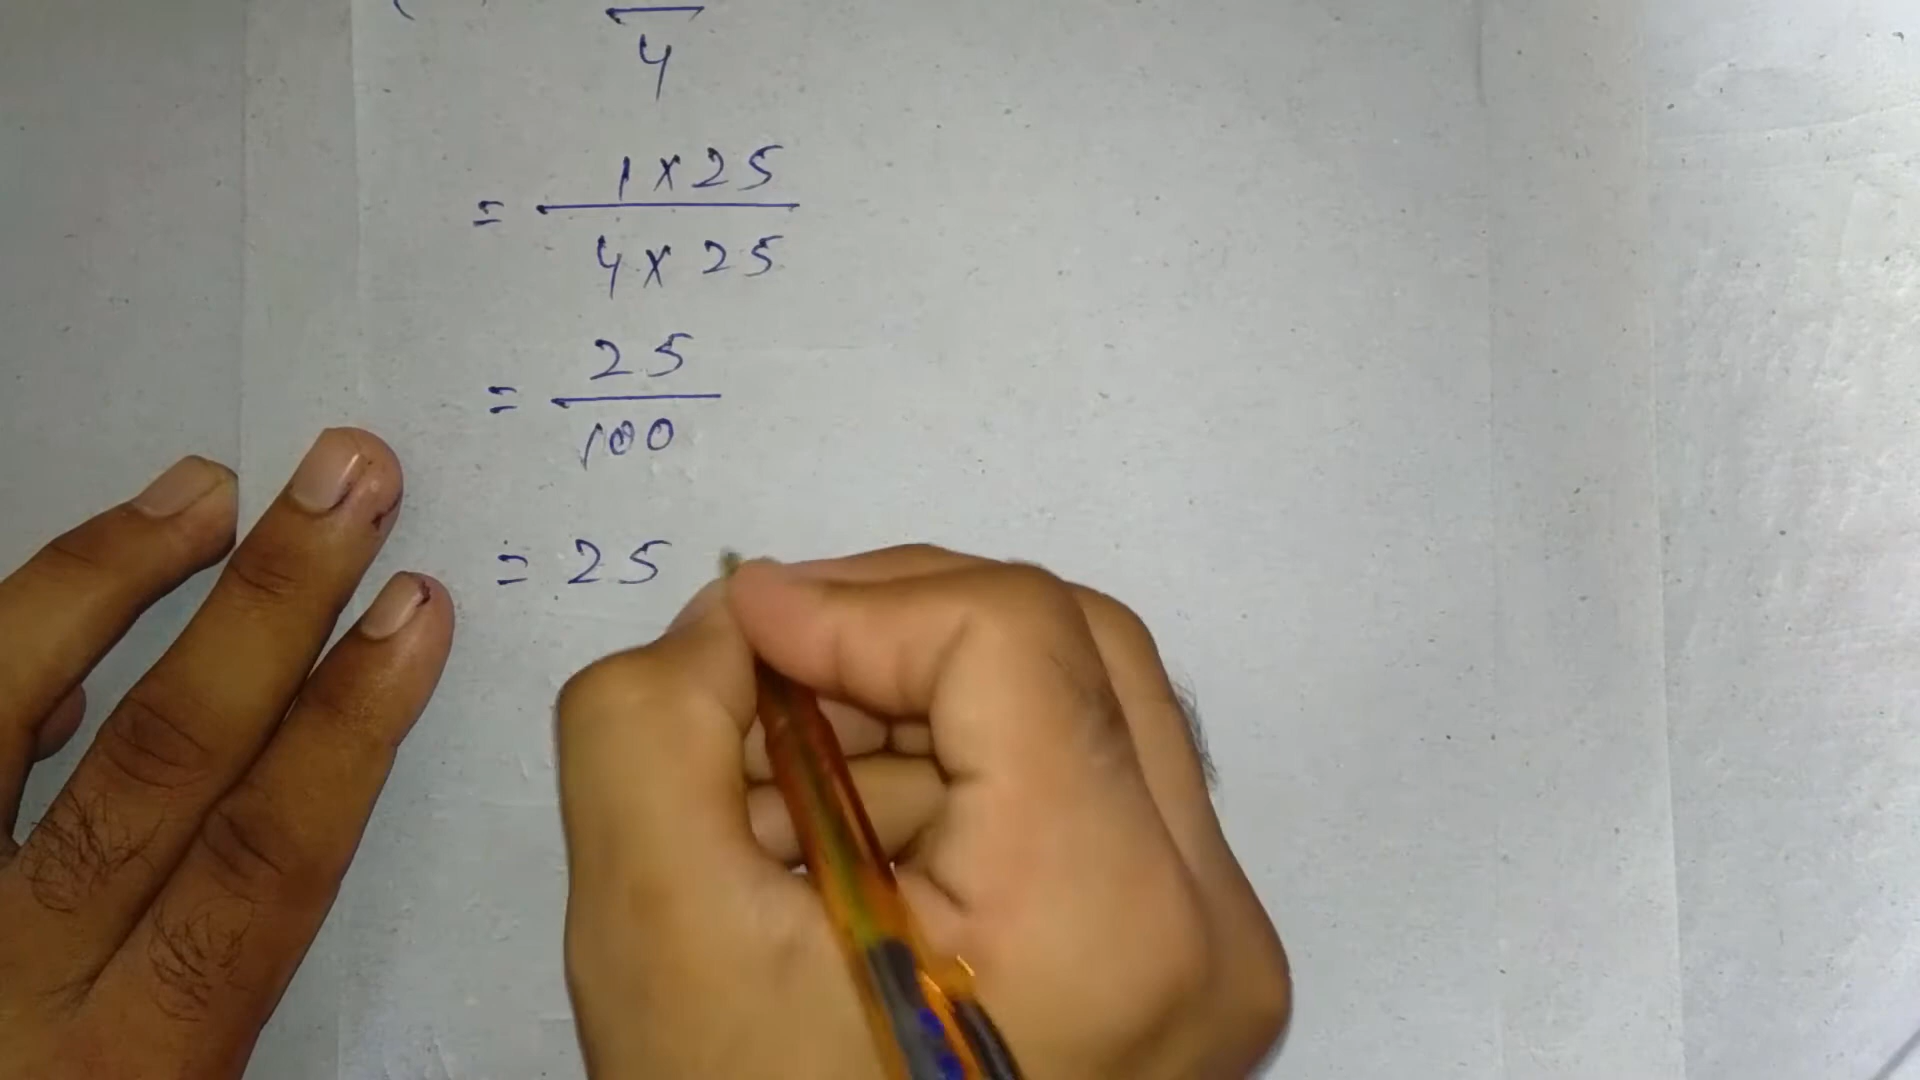 4
= 1 x 25
4 x 25
= 25
100
= 25